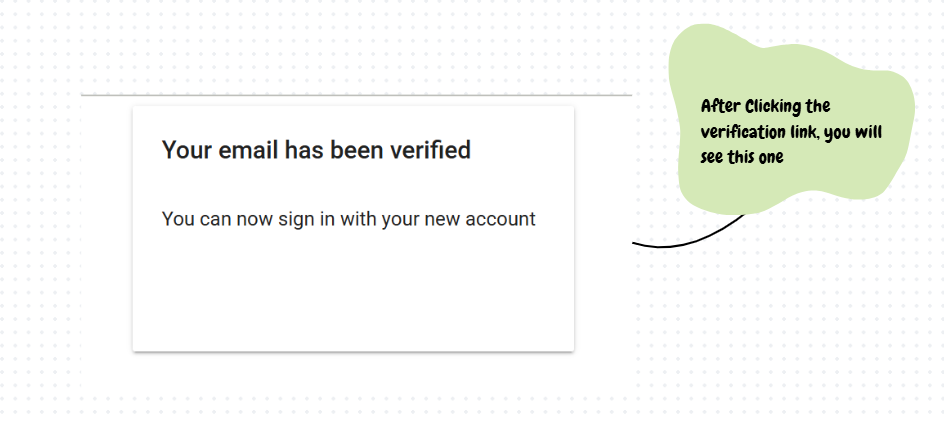 Your email has been verified
You can now sign in with your new account
After Clicking the
verification link, you will
see this one